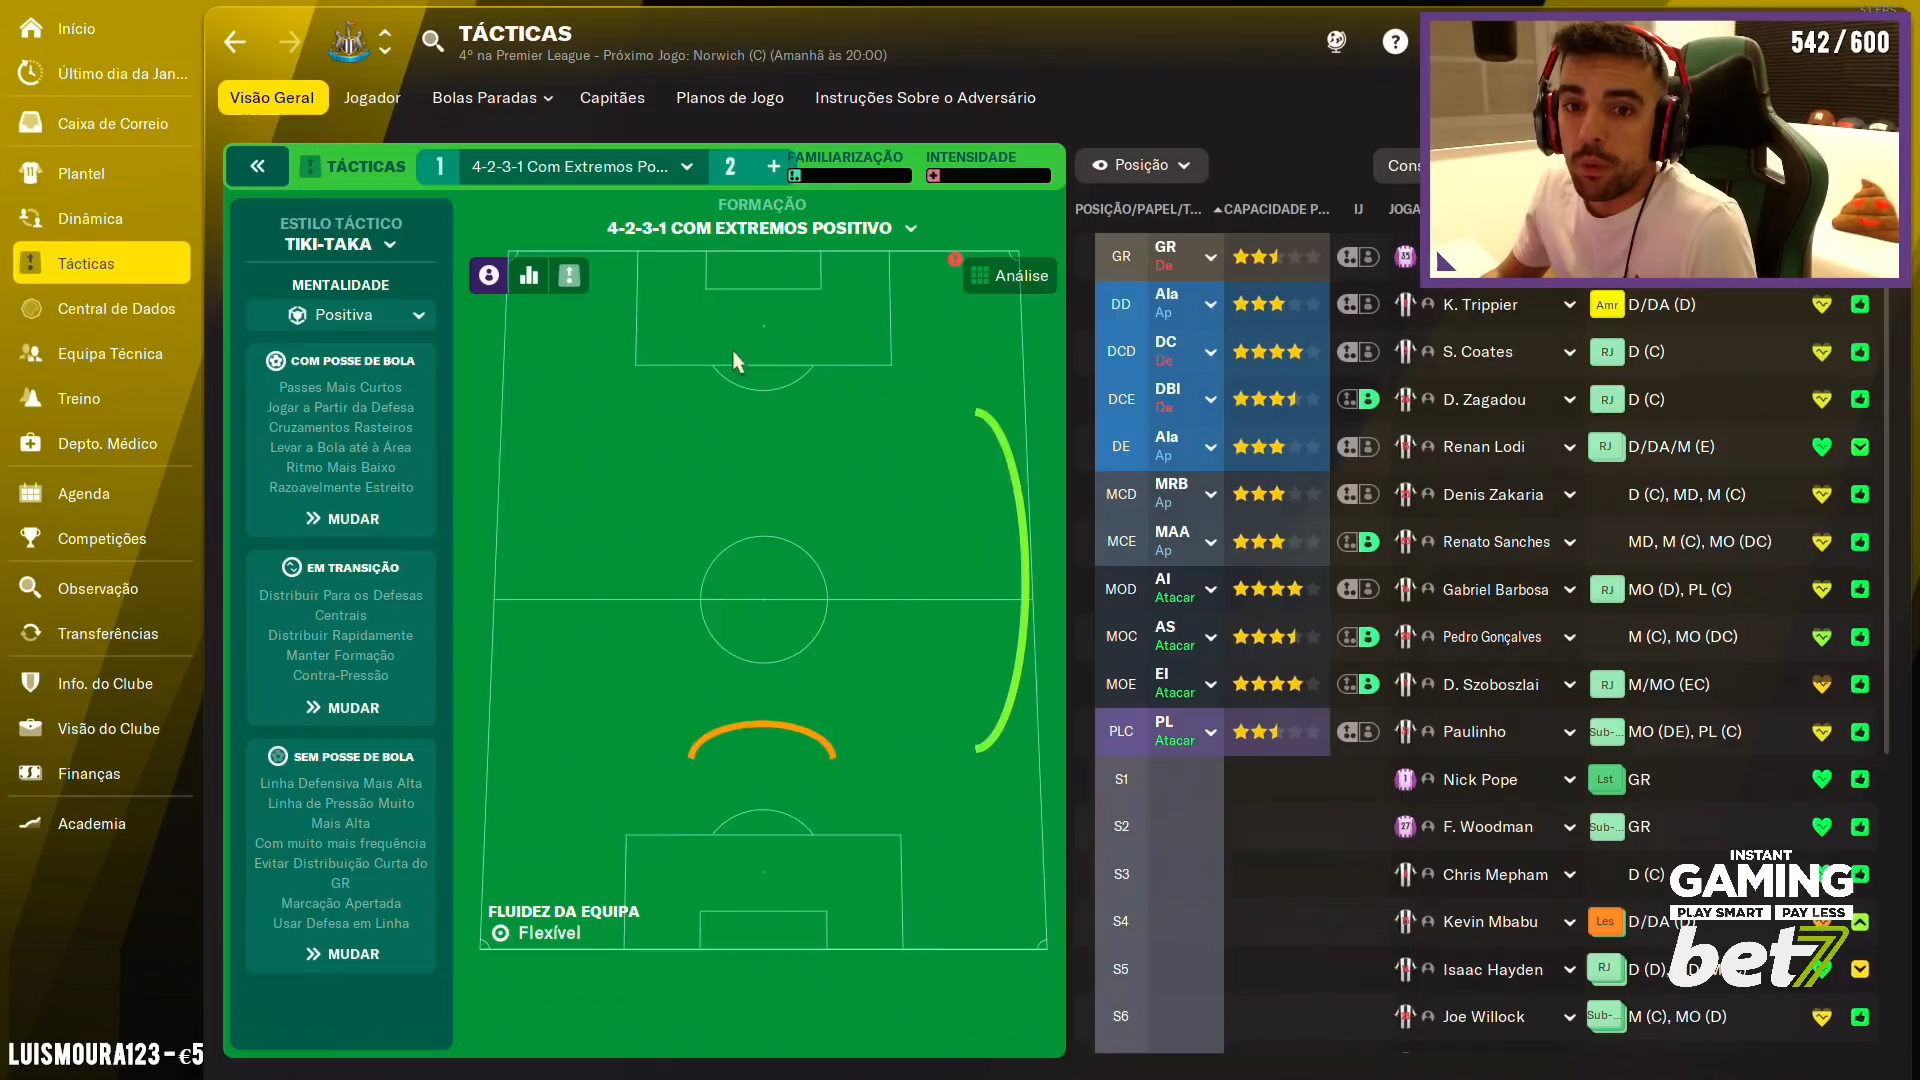 Início
Último dia da Jan...
Caixa de Correio
Plantel
Dinâmica
Tácticas
Central de Dados
Equipa Técnica
Treino
Depto. Médico
Agenda
Competições
Observação
Transferências
Info. do Clube
Visão do Clube
Finanças
Academia
LUISMOURA123 - €5
TÁCTICAS
4º na Premier League - Próximo Jogo: Norwich (C) (Amanhã às 20:00)
?
542 / 600
Visão Geral
Jogador
Bolas Paradas
Capitães
Planos de Jogo
Instruções Sobre o Adversário
TÁCTICAS
1
4-2-3-1 Com Extremos Po...
2
+
FAMILIARIZAÇÃO
INTENSIDADE
ESTILO TÁCTICO
TIKI-TAKA
MENTALIDADE
Positiva
COM POSSE DE BOLA
Passes Mais Curtos
Jogar a Partir da Defesa
Cruzamentos Rasteiros
Levar a Bola até à Área
Ritmo Mais Baixo
Razoavelmente Estreito
MUDAR
EM TRANSIÇÃO
Distribuir Para os Defesas
Centrais
Distribuir Rapidamente
Manter Formação
Contra-Pressão
MUDAR
SEM POSSE DE BOLA
Linha Defensiva Mais Alta
Linha de Pressão Muito
Mais Alta
Com muito mais frequência
Evitar Distribuição Curta do
GR
Marcação Apertada
Usar Defesa em Linha
MUDAR
FORMAÇÃO
4-2-3-1 COM EXTREMOS POSITIVO
Análise
FLUIDEZ DA EQUIPA
Flexível
Posição
Cons
POSIÇÃO/PAPEL/T... CAPACIDADE P... IJ JOGA
GR GR De 35
DD Ala Ap K. Trippier Amr D/DA (D)
DCD DC De S. Coates RJ D (C)
DCE DBI De D. Zagadou RJ D (C)
DE Ala Ap Renan Lodi RJ D/DA/M (E)
MCD MRB Ap Denis Zakaria D (C), MD, M (C)
MCE MAA Ap Renato Sanches MD, M (C), MO (DC)
MOD AI Atacar Gabriel Barbosa RJ MO (D), PL (C)
MOC AS Atacar Pedro Gonçalves M (C), MO (DC)
MOE EI Atacar D. Szoboszlai RJ M/MO (EC)
PLC PL Atacar Paulinho Sub-... MO (DE), PL (C)
S1 1 Nick Pope Lst GR
S2 27 F. Woodman Sub-... GR
S3 Chris Mepham D (C)
S4 Kevin Mbabu Les D/DA (D)
S5 Isaac Hayden RJ D (D),
S6 Joe Willock Sub-... M (C), MO (D)
INSTANT
GAMING
PLAY SMART PAY LESS
bet7